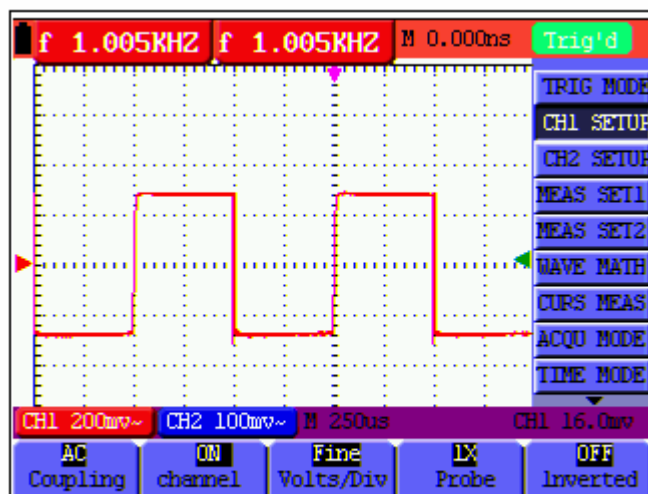 f 1.005KHZ f 1.005KHZ M 0.000ns Trig'd
TRIG MODE
CH1 SETUP
CH2 SETUP
MEAS SET1
MEAS SET2
WAVE MATH
CURS MEAS
ACQU MODE
TIME MODE
CH1 200mv~ CH2 100mv~ M 250us CH1 16.0mv
AC ON Fine 1X OFF
Coupling channel Volts/Div Probe lnverted